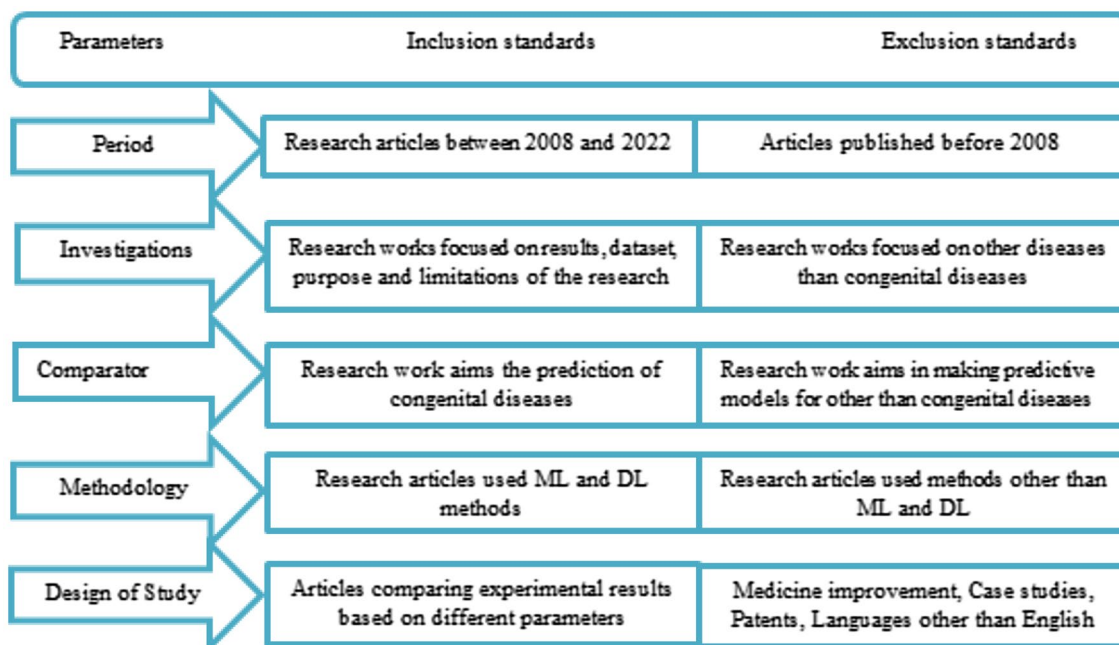 Parameters Inclusion standards Exclusion standards
Period
Research articles between 2008 and 2022
Articles published before 2008
Investigations
Research works focused on results, dataset,
purpose and limitations of the research
Research works focused on other diseases
than congenital diseases
Comparator
Research work aims the prediction of
congenital diseases
Research work aims in making predictive
models for other than congenital diseases
Methodology
Research articles used ML and DL
methods
Research articles used methods other than
ML and DL
Design of Study
Articles comparing experimental results
based on different parameters
Medicine improvement, Case studies,
Patents, Languages other than English